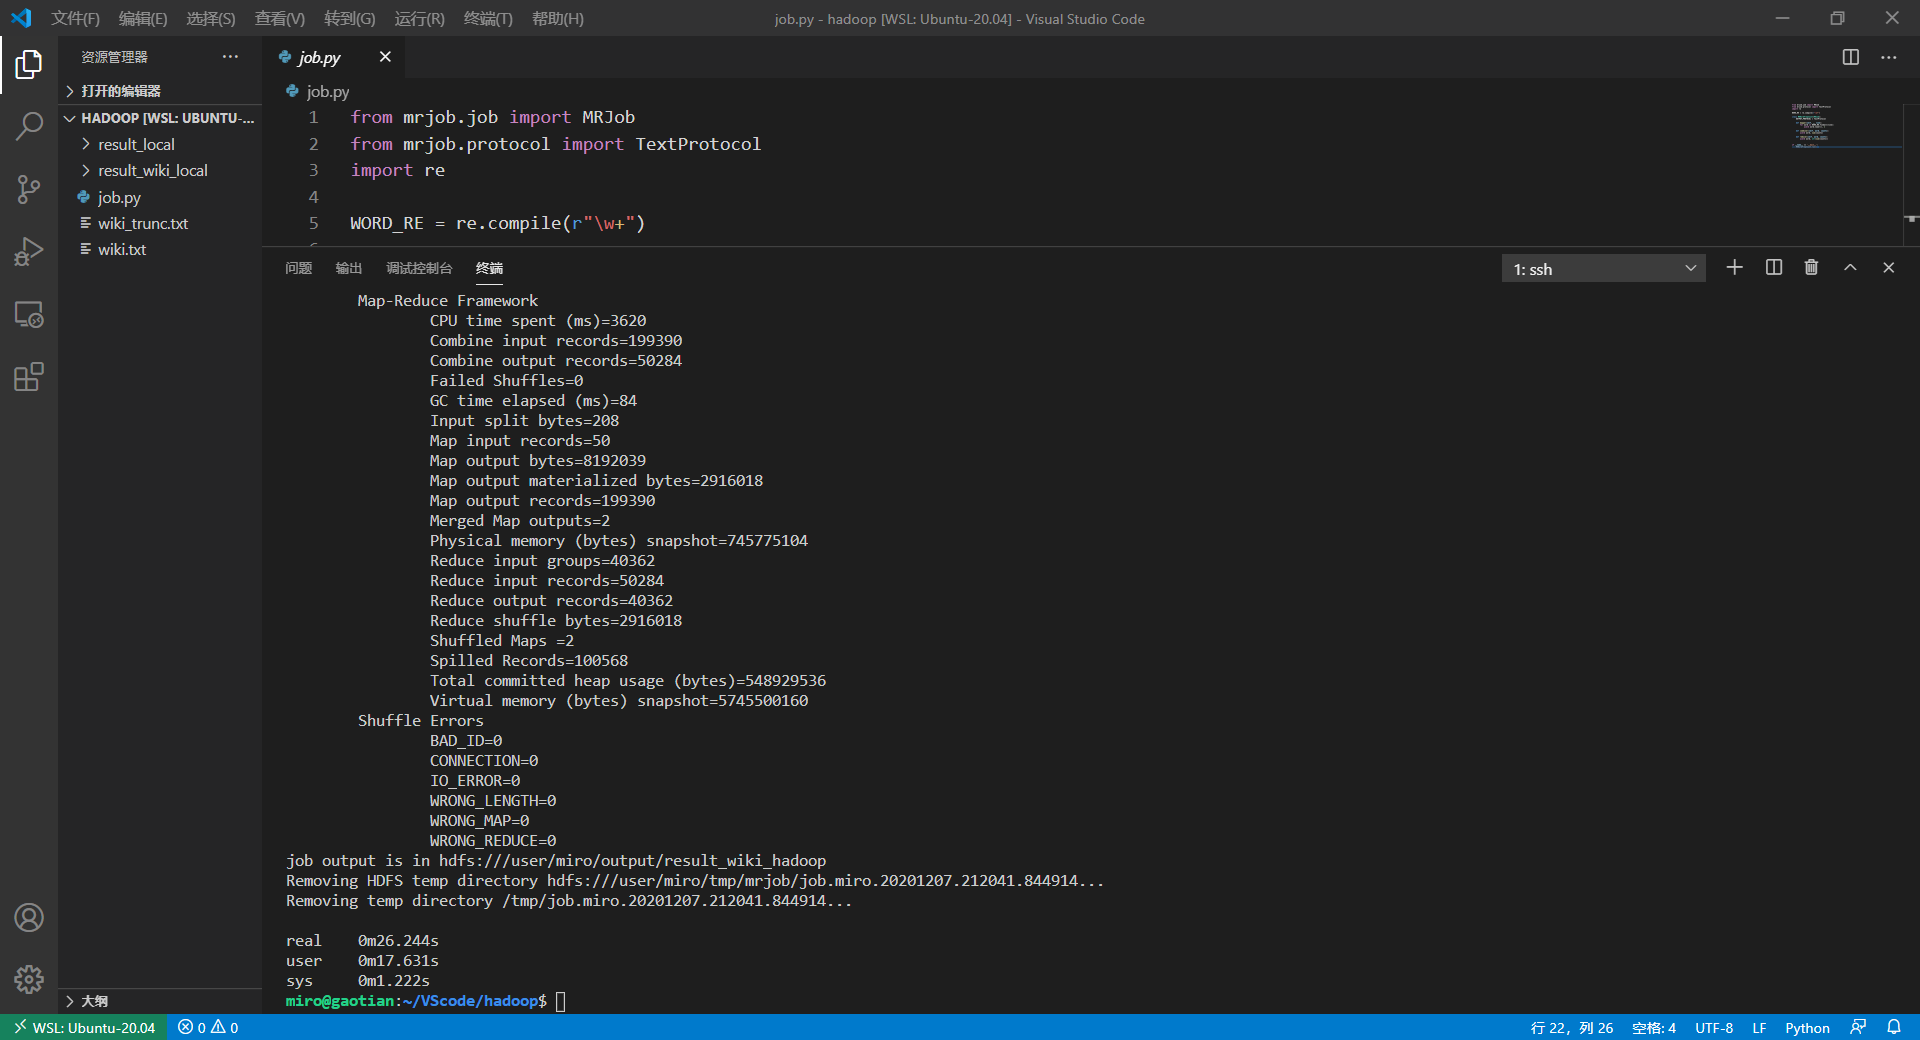 文件(F) 编辑(E) 选择(S) 查看(V) 转到(G) 运行(R) 终端(T) 帮助(H) job.py - hadoop [WSL: Ubuntu-20.04] - Visual Studio Code
资源管理器
打开的编辑器
HADOOP [WSL: UBUNTU-...
result_local
result_wiki_local
job.py
wiki_trunc.txt
wiki.txt
大纲
job.py
job.py
1 from mrjob.job import MRJob
2 from mrjob.protocol import TextProtocol
3 import re
4
5 WORD_RE = re.compile(r"\w+")
问题 输出 调试控制台 终端 1: ssh
Map-Reduce Framework
CPU time spent (ms)=3620
Combine input records=199390
Combine output records=50284
Failed Shuffles=0
GC time elapsed (ms)=84
Input split bytes=208
Map input records=50
Map output bytes=8192039
Map output materialized bytes=2916018
Map output records=199390
Merged Map outputs=2
Physical memory (bytes) snapshot=745775104
Reduce input groups=40362
Reduce input records=50284
Reduce output records=40362
Reduce shuffle bytes=2916018
Shuffled Maps =2
Spilled Records=100568
Total committed heap usage (bytes)=548929536
Virtual memory (bytes) snapshot=5745500160
Shuffle Errors
BAD_ID=0
CONNECTION=0
IO_ERROR=0
WRONG_LENGTH=0
WRONG_MAP=0
WRONG_REDUCE=0
job output is in hdfs:///user/miro/output/result_wiki_hadoop
Removing HDFS temp directory hdfs:///user/miro/tmp/mrjob/job.miro.20201207.212041.844914...
Removing temp directory /tmp/job.miro.20201207.212041.844914...
real 0m26.244s
user 0m17.631s
sys 0m1.222s
miro@gaotian:~/VScode/hadoop$
WSL: Ubuntu-20.04 0 0 行 22, 列 26 空格: 4 UTF-8 LF Python